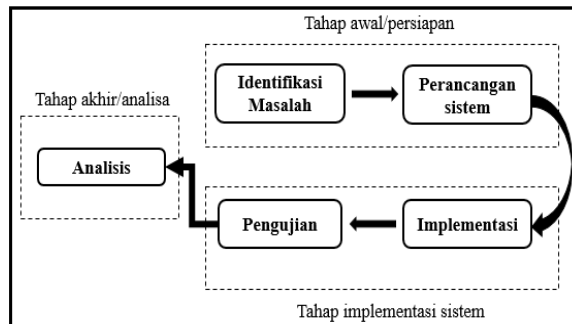 Tahap awal/persiapan
Identifikasi
Masalah
Perancangan
sistem
Tahap akhir/analisa
Analisis
Pengujian
Implementasi
Tahap implementasi sistem